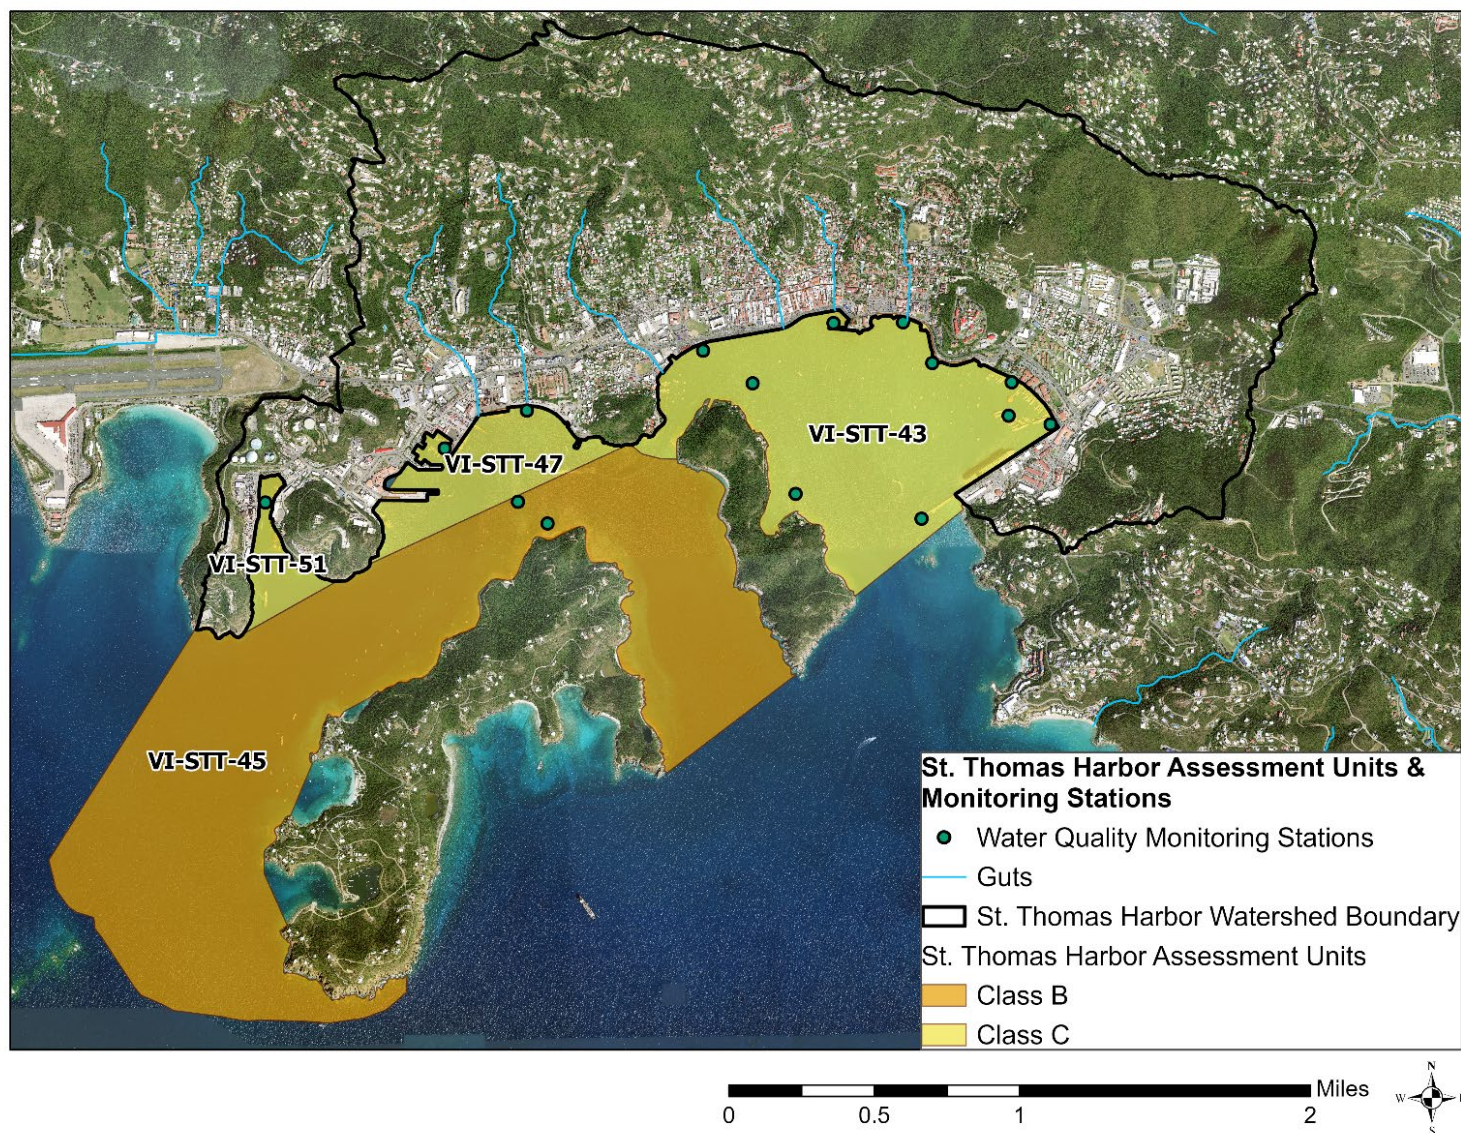 VI-STT-43
VI-STT-47
VI-STT-51
VI-STT-45
St. Thomas Harbor Assessment Units &
Monitoring Stations
Water Quality Monitoring Stations
Guts
St. Thomas Harbor Watershed Boundary
St. Thomas Harbor Assessment Units
Class B
Class C
Miles
0 0.5 1 2
N
W
S